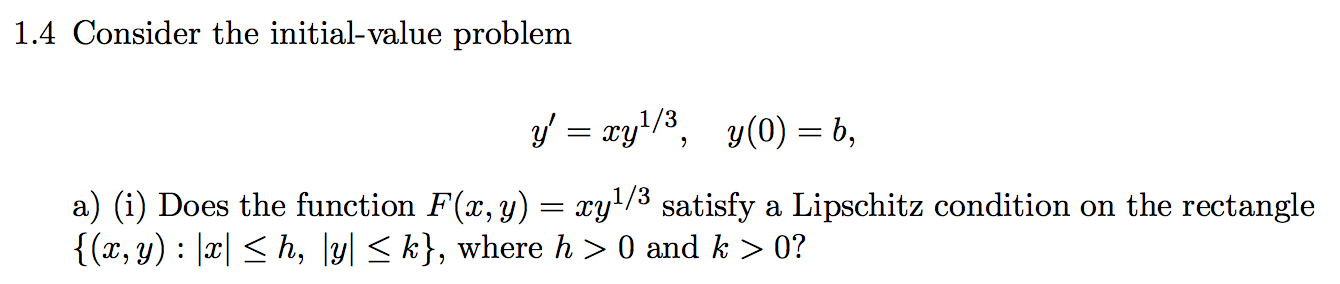 1.4 Consider the initial-value problem
y′ = xy^{1/3}, y(0) = b,
a) (i) Does the function F(x, y) = xy^{1/3} satisfy a Lipschitz condition on the rectangle
{(x, y) : |x| ≤ h, |y| ≤ k}, where h > 0 and k > 0?